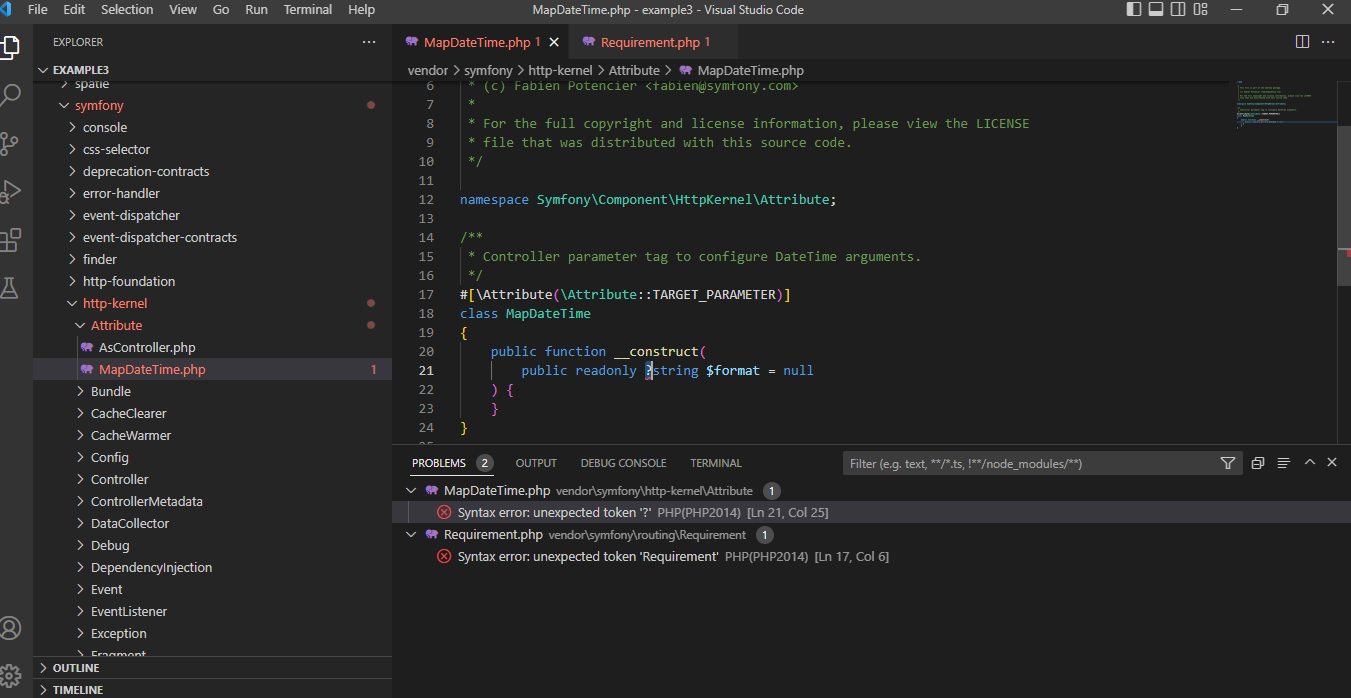 File Edit Selection View Go Run Terminal Help
MapDateTime.php - example3 - Visual Studio Code
EXPLORER
EXAMPLE3
spatie
symfony
console
css-selector
deprecation-contracts
error-handler
event-dispatcher
event-dispatcher-contracts
finder
http-foundation
http-kernel
Attribute
AsController.php
MapDateTime.php 1
Bundle
CacheClearer
CacheWarmer
Config
Controller
ControllerMetadata
DataCollector
Debug
DependencyInjection
Event
EventListener
Exception
Fragment
OUTLINE
TIMELINE
MapDateTime.php 1
Requirement.php 1
vendor > symfony > http-kernel > Attribute > MapDateTime.php
6 * (c) Fabien Potencier <fabien@symfony.com>
7 *
8 * For the full copyright and license information, please view the LICENSE
9 * file that was distributed with this source code.
10 */
11
12 namespace Symfony\Component\HttpKernel\Attribute;
13
14 /**
15 * Controller parameter tag to configure DateTime arguments.
16 */
17 #[\Attribute(\Attribute::TARGET_PARAMETER)]
18 class MapDateTime
19 {
20 public function __construct(
21 public readonly ?string $format = null
22 ) {
23 }
24 }
25
PROBLEMS 2 OUTPUT DEBUG CONSOLE TERMINAL
Filter (e.g. text, **/*.ts, !**/node_modules/**)
MapDateTime.php vendor\symfony\http-kernel\Attribute 1
Syntax error: unexpected token '?' PHP(PHP2014) [Ln 21, Col 25]
Requirement.php vendor\symfony\routing\Requirement 1
Syntax error: unexpected token 'Requirement' PHP(PHP2014) [Ln 17, Col 6]